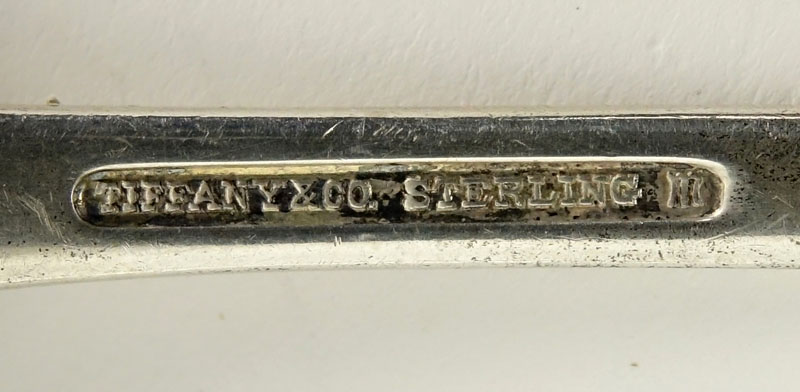 TIFFANY & CO. STERLING M